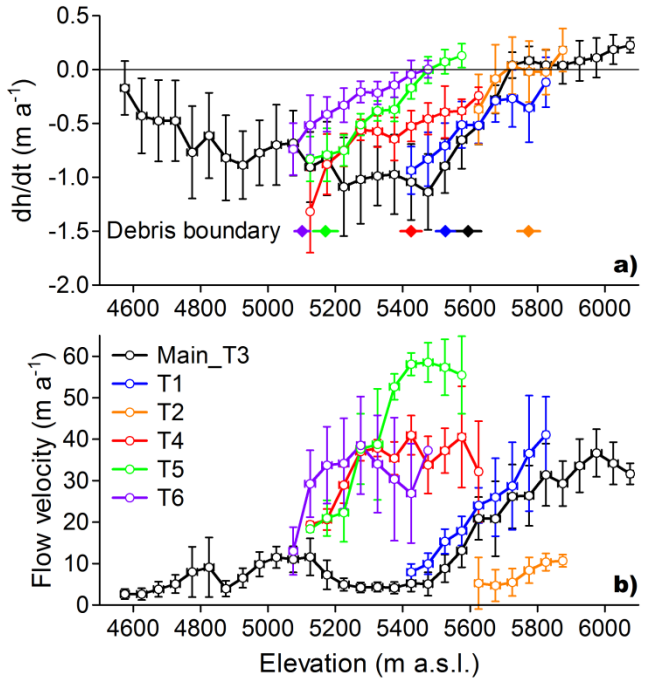 0.5
0.0
-0.5
-1.0
-1.5
-2.0
dh/dt (m a⁻¹)
Debris boundary
a)
4600 4800 5000 5200 5400 5600 5800 6000
60
50
40
30
20
10
0
Flow velocity (m a⁻¹)
Main_T3
T1
T2
T4
T5
T6
b)
4600 4800 5000 5200 5400 5600 5800 6000
Elevation (m a.s.l.)